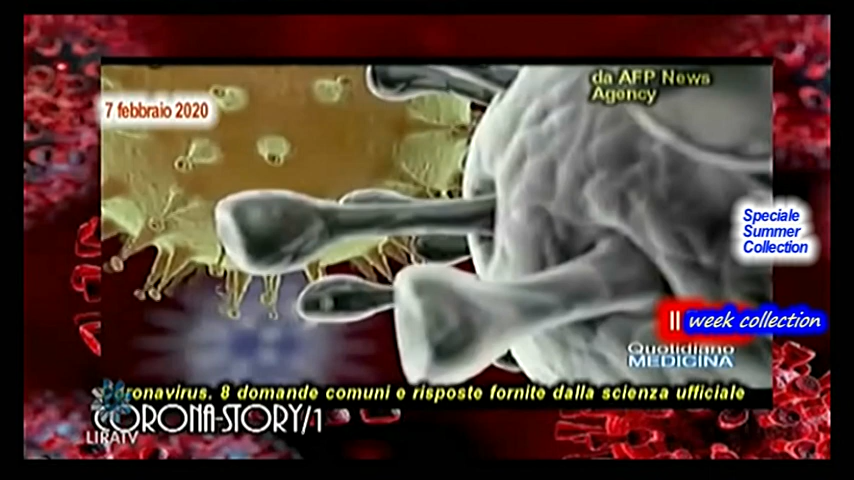 da AFP News
Agency
7 febbraio 2020
Speciale
Summer
Collection
II week collection
Quotidiano
MEDICINA
Coronavirus. 8 domande comuni e risposte fornite dalla scienza ufficiale
CORONA-STORY/1
LIRATV